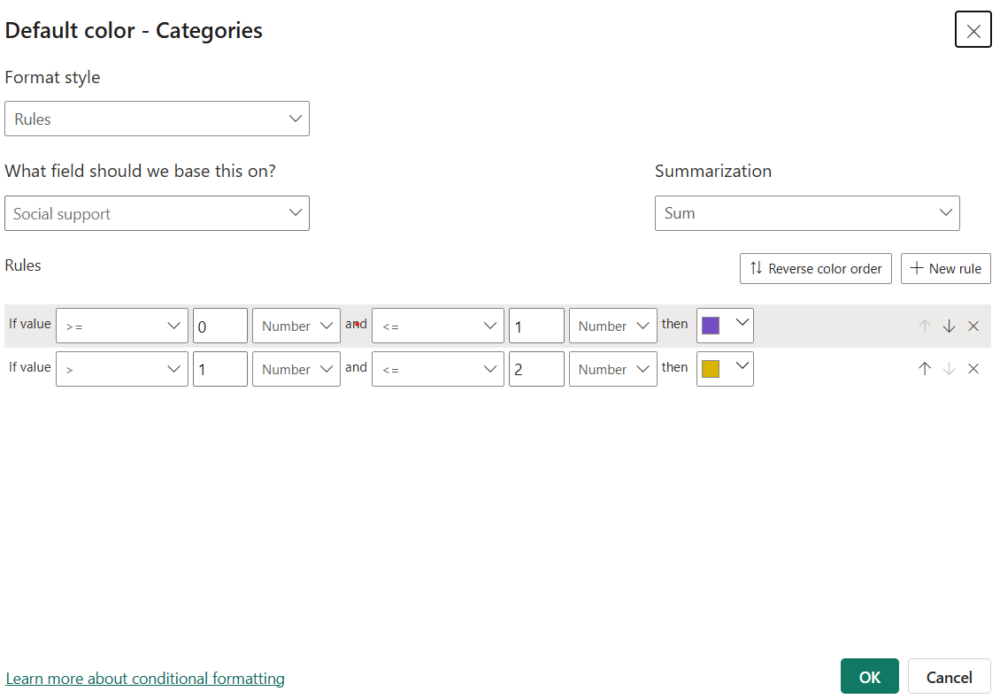 Default color - Categories
Format style
Rules
What field should we base this on?
Summarization
Social support
Sum
Rules
Reverse color order
New rule
If value >= 0 Number and <= 1 Number then
If value > 1 Number and <= 2 Number then
Learn more about conditional formatting
OK
Cancel